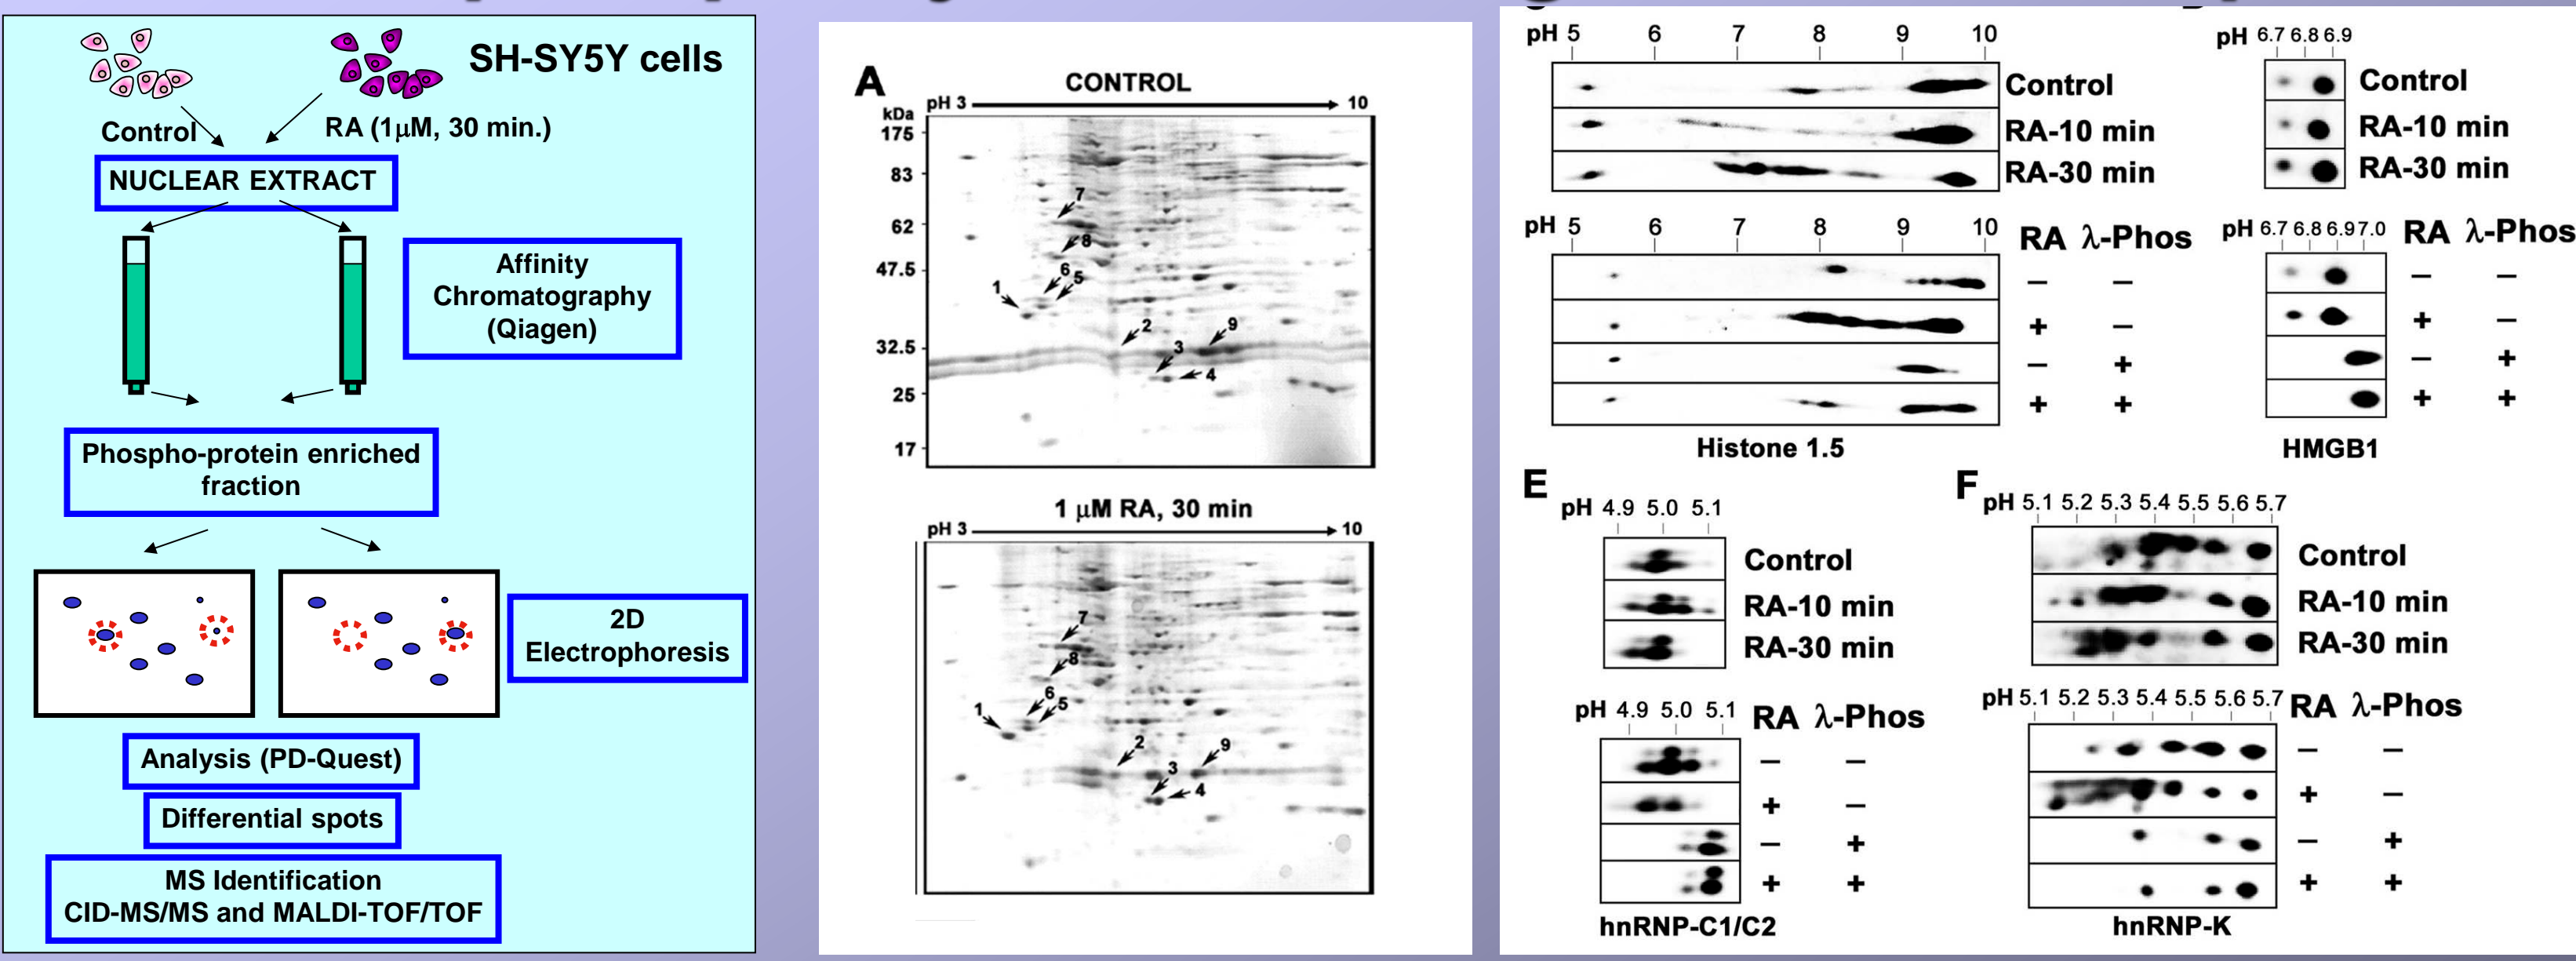 SH-SY5Y cells
Control
RA (1µM, 30 min.)
NUCLEAR EXTRACT
Affinity
Chromatography
(Qiagen)
Phospho-protein enriched
fraction
2D
Electrophoresis
Analysis (PD-Quest)
Differential spots
MS Identification
CID-MS/MS and MALDI-TOF/TOF
A
CONTROL
pH 3 10
kDa
175
83
62
47.5
32.5
25
17
7
8
6 5
1
2 9
3
4
1 µM RA, 30 min
pH 3 10
7
8
6
5
1
2 9
3
4
pH 5 6 7 8 9 10
Control
RA-10 min
RA-30 min
pH 5 6 7 8 9 10
RA λ-Phos
– –
+ –
– +
+ +
Histone 1.5
pH 6.7 6.8 6.9
Control
RA-10 min
RA-30 min
pH 6.7 6.8 6.9 7.0 RA λ-Phos
– –
+ –
– +
+ +
HMGB1
E
pH 4.9 5.0 5.1
Control
RA-10 min
RA-30 min
pH 4.9 5.0 5.1 RA λ-Phos
– –
+ –
– +
+ +
hnRNP-C1/C2
F
pH 5.1 5.2 5.3 5.4 5.5 5.6 5.7
Control
RA-10 min
RA-30 min
pH 5.1 5.2 5.3 5.4 5.5 5.6 5.7 RA λ-Phos
– –
+ –
– +
+ +
hnRNP-K